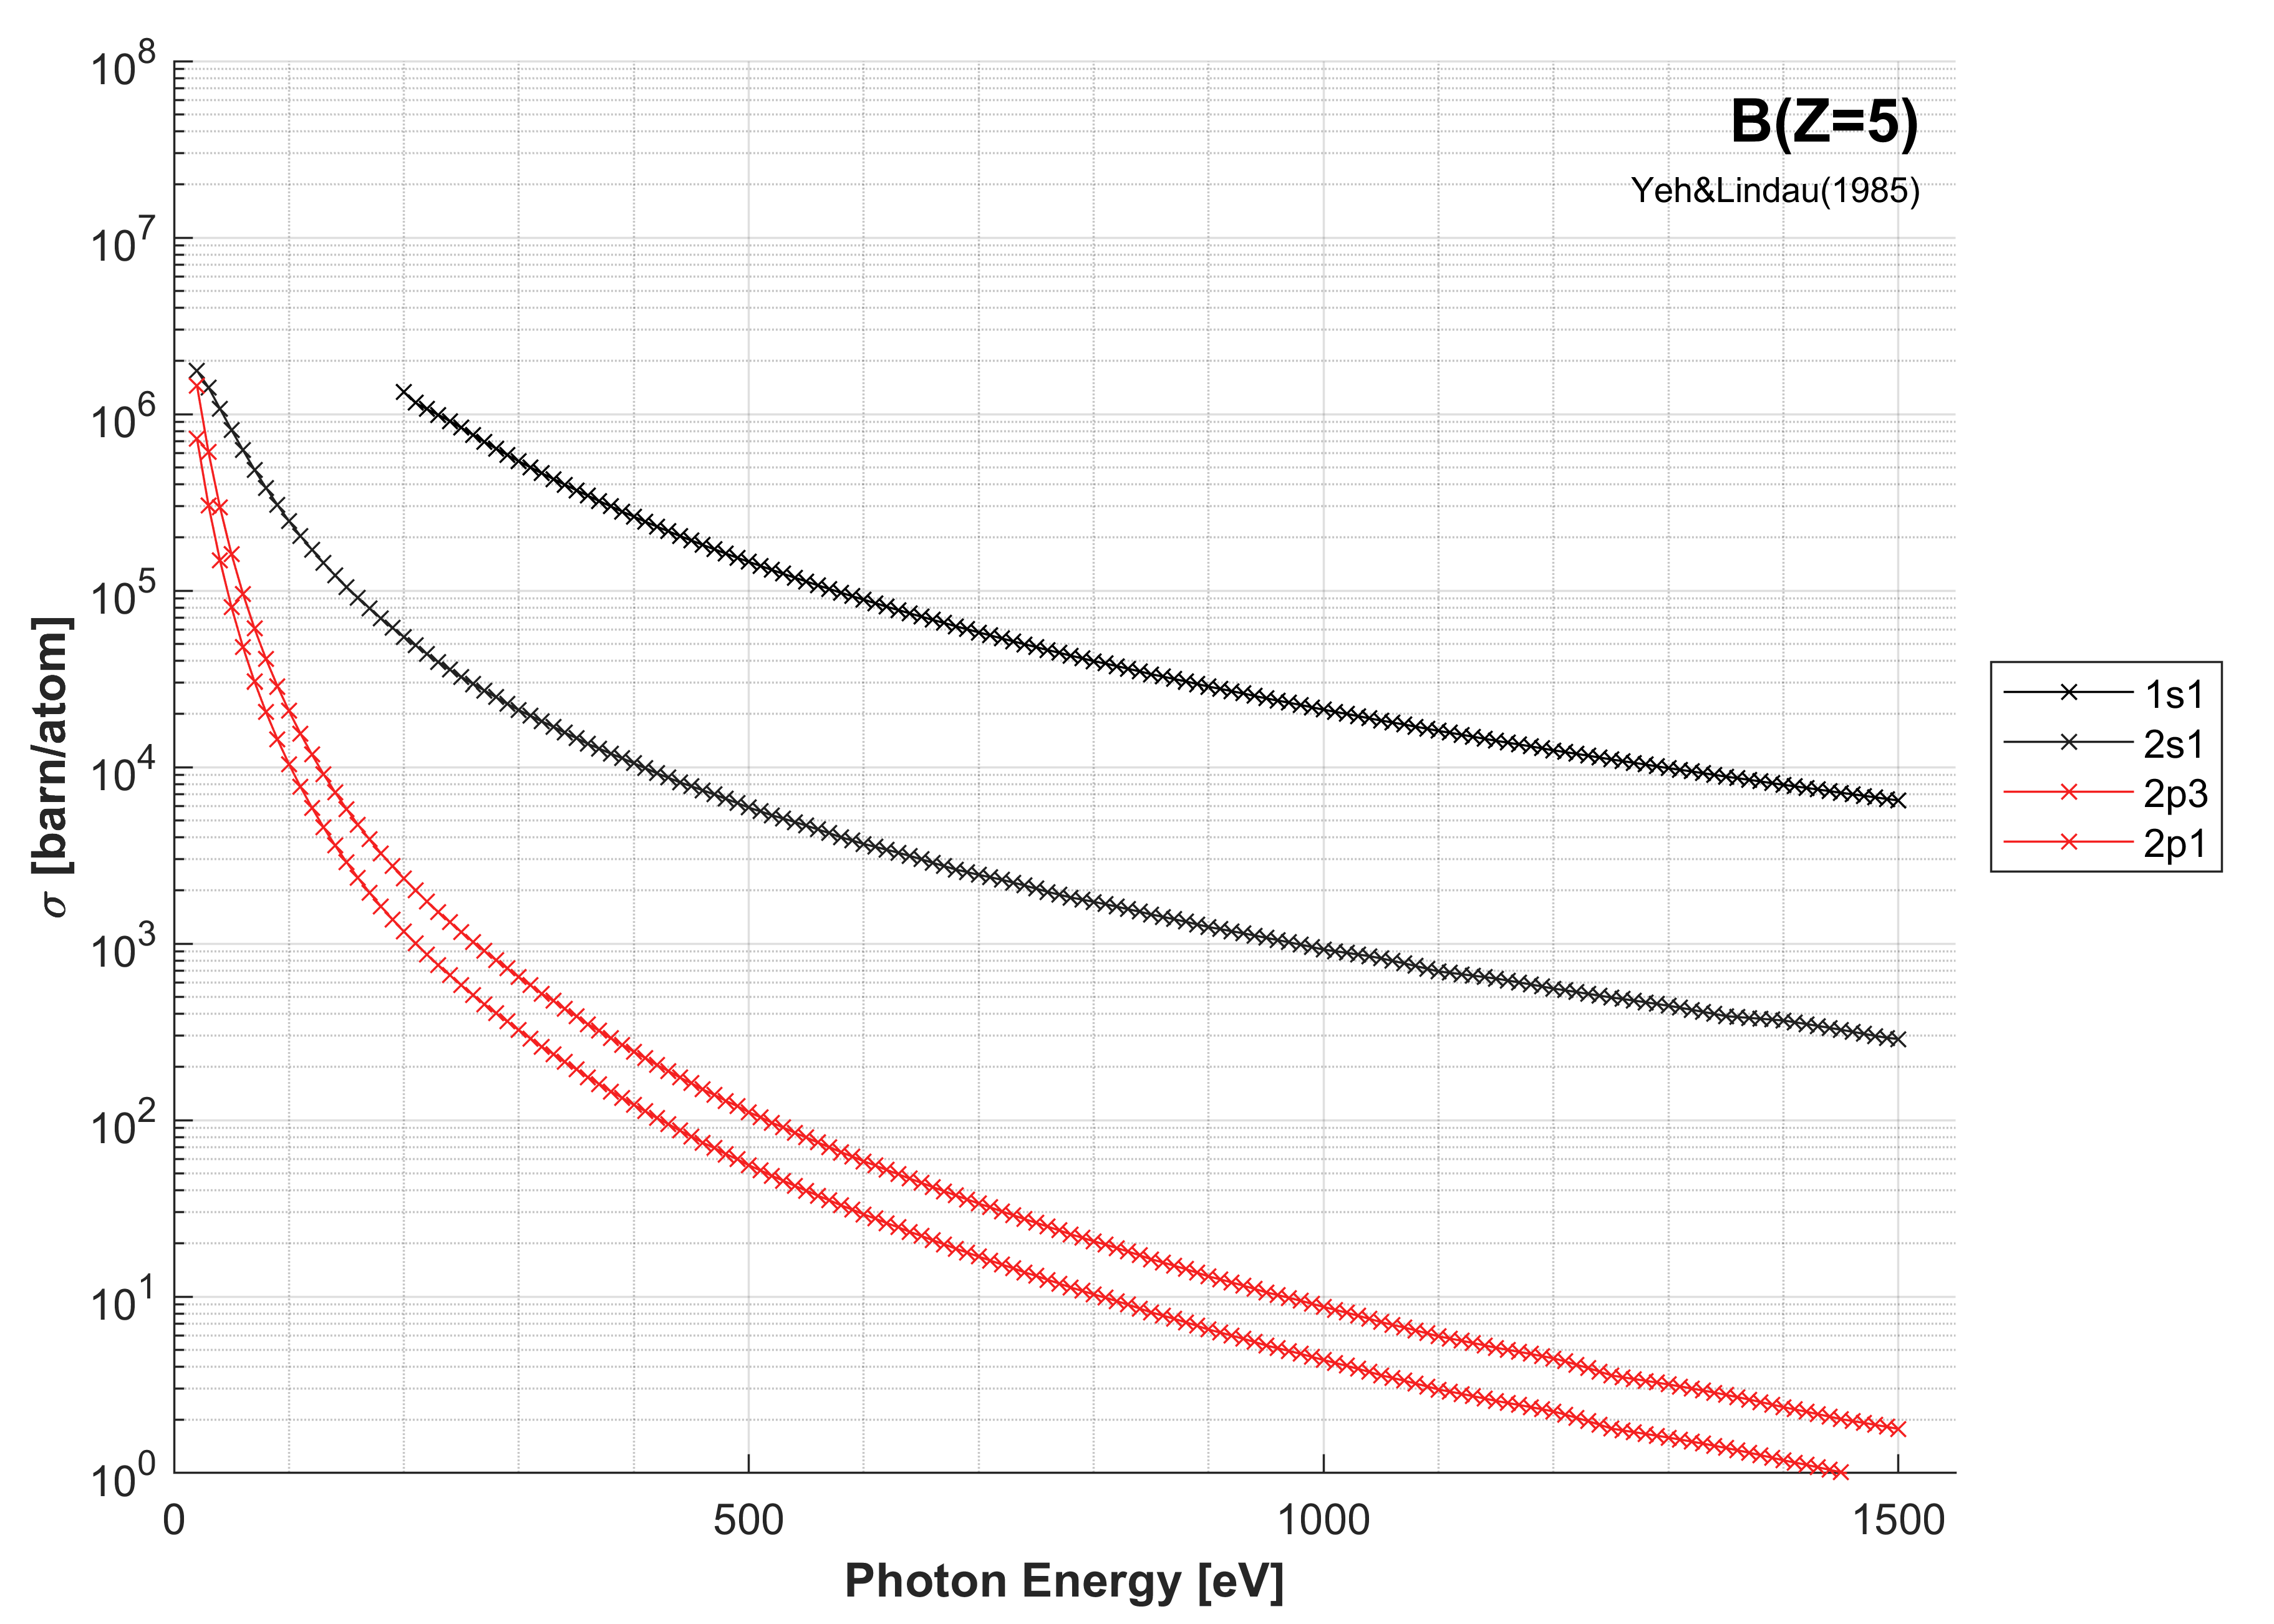 B(Z=5)
Yeh&Lindau(1985)
10^8
10^7
10^6
10^5
10^4
10^3
10^2
10^1
10^0
σ [barn/atom]
0 500 1000 1500
Photon Energy [eV]
1s1
2s1
2p3
2p1